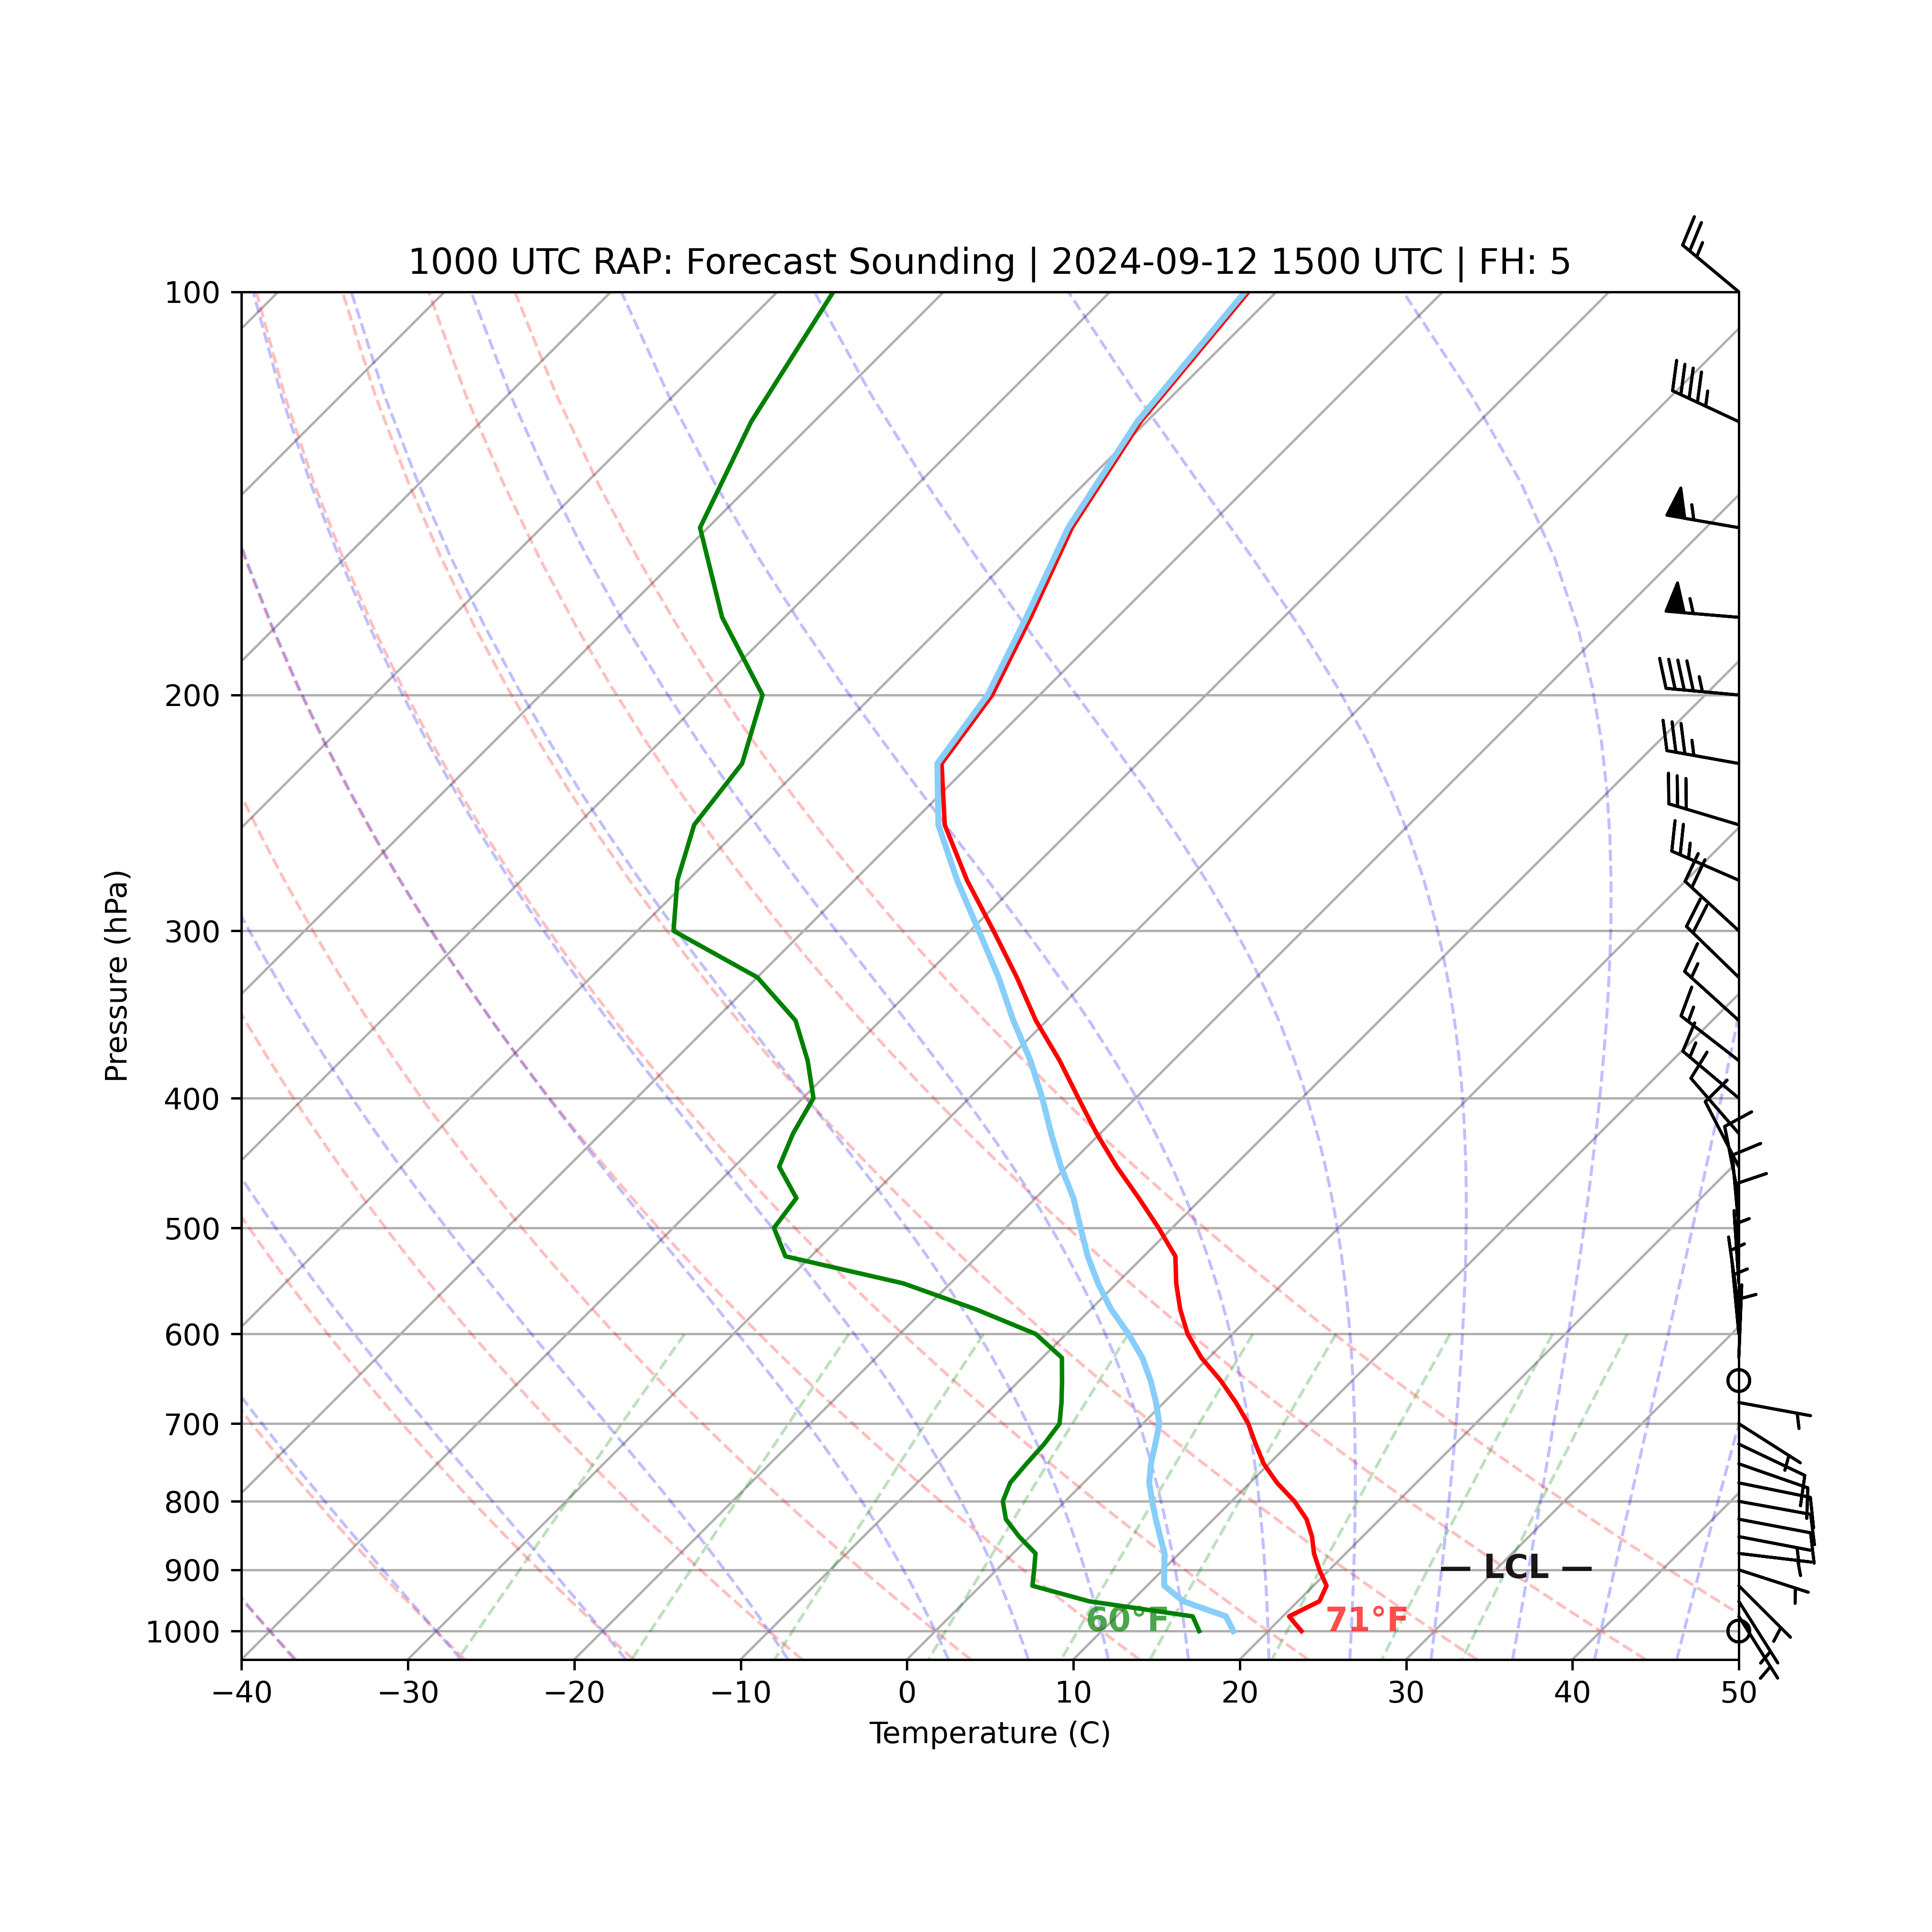 1000 UTC RAP: Forecast Sounding | 2024-09-12 1500 UTC | FH: 5
100
200
300
400
500
600
700
800
900
1000
Pressure (hPa)
— LCL —
60°F
71°F
−40 −30 −20 −10 0 10 20 30 40 50
Temperature (C)